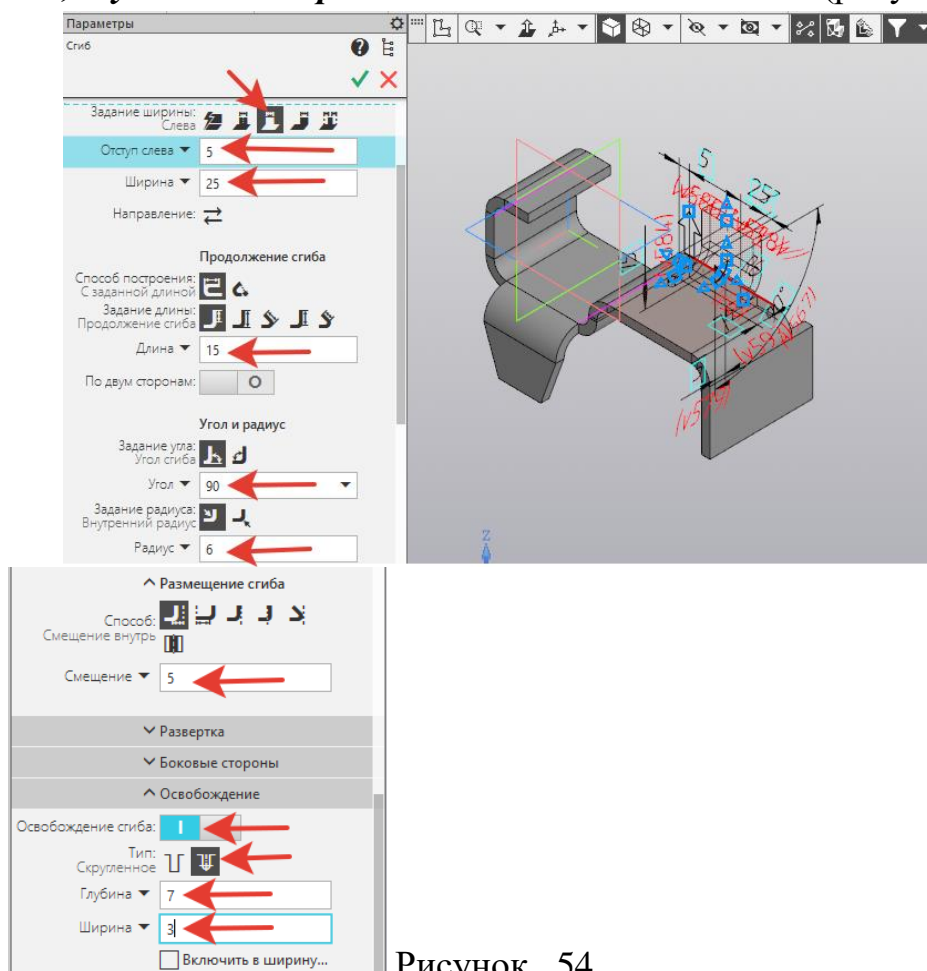 (рису
Параметры
Сгиб
Задание ширины:
Слева
Отступ слева 5
Ширина 25
Направление:
Продолжение сгиба
Способ построения:
С заданной длиной
Задание длины:
Продолжение сгиба
Длина 15
По двум сторонам:
Угол и радиус
Задание угла:
Угол сгиба
Угол 90
Задание радиуса:
Внутренний радиус
Радиус 6
5
25
Z
Размещение сгиба
Способ:
Смещение внутрь
Смещение 5
Развертка
Боковые стороны
Освобождение
Освобождение сгиба:
Тип:
Скругленное
Глубина 7
Ширина 3
Включить в ширину...
Рисунок 54